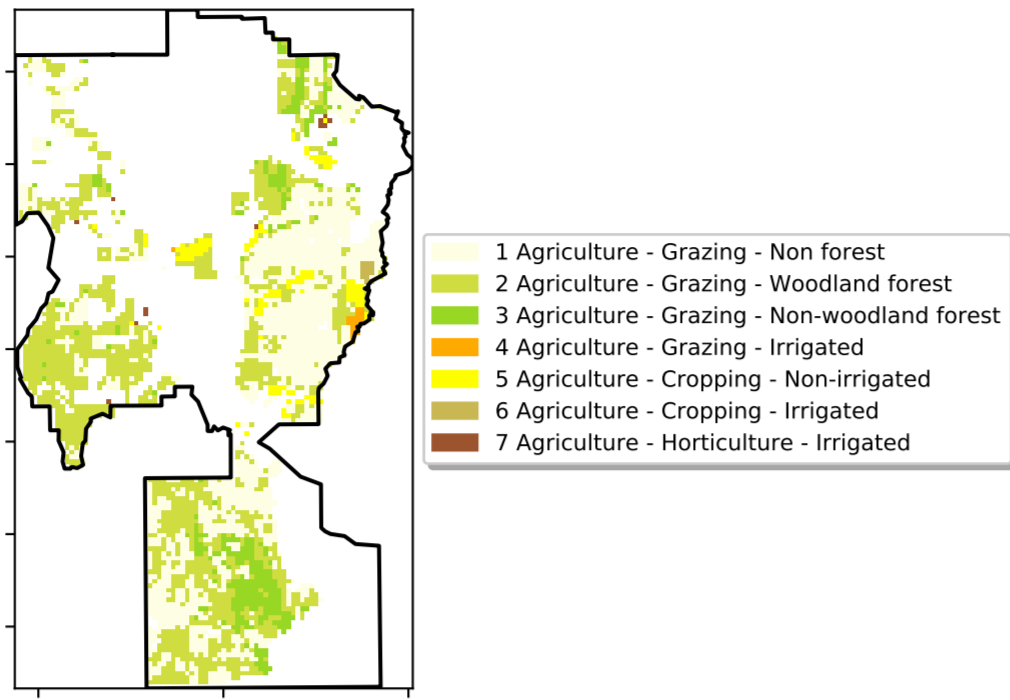 1 Agriculture - Grazing - Non forest
2 Agriculture - Grazing - Woodland forest
3 Agriculture - Grazing - Non-woodland forest
4 Agriculture - Grazing - Irrigated
5 Agriculture - Cropping - Non-irrigated
6 Agriculture - Cropping - Irrigated
7 Agriculture - Horticulture - Irrigated